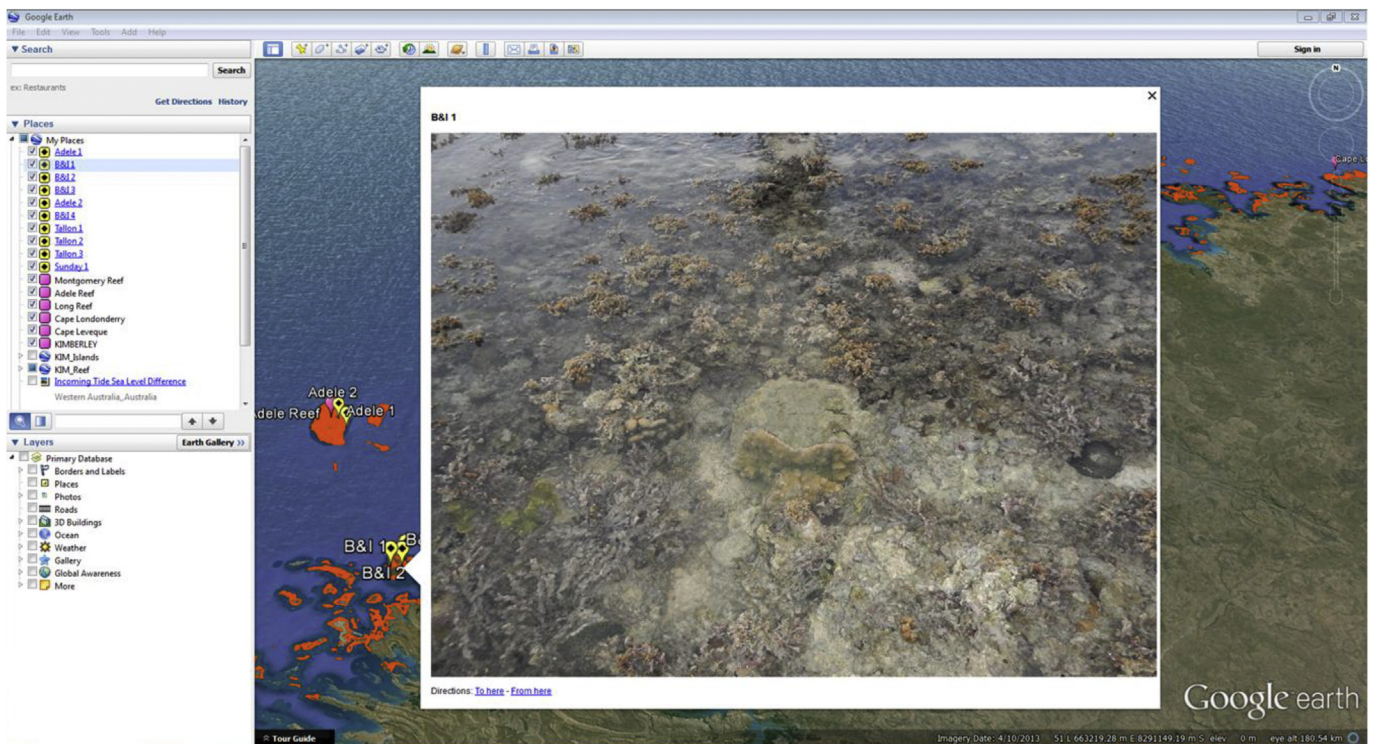 Google Earth
File Edit View Tools Add Help
▼ Search
Search
ex: Restaurants
Get Directions History
▼ Places
My Places
Adele 1
B&I 1
B&I 2
B&I 3
Adele 2
B&I 4
Tallon 1
Tallon 2
Tallon 3
Sunday 1
Montgomery Reef
Adele Reef
Long Reef
Cape Londonderry
Cape Leveque
KIMBERLEY
KIM_Islands
KIM_Reef
Incoming Tide Sea Level Difference
Western Australia,,Australia
▼ Layers Earth Gallery >>
Primary Database
Borders and Labels
Places
Photos
Roads
3D Buildings
Ocean
Weather
Gallery
Global Awareness
More
Sign in
N
B&I 1
Cape L
Adele 2
dele Reef Adele 1
B&I 1 B
B&I 2
Directions: To here - From here
Google earth
Tour Guide
Imagery Date: 4/10/2013 51 L 663219.28 m E 8291149.19 m S elev 0 m eye alt 180.54 km